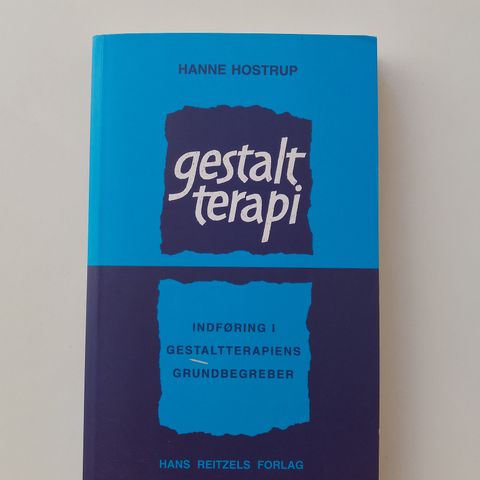 HANNE HOSTRUP
gestalt
terapi
INDFØRING I
GESTALTTERAPIENS
GRUNDBEGREBER
HANS REITZELS FORLAG